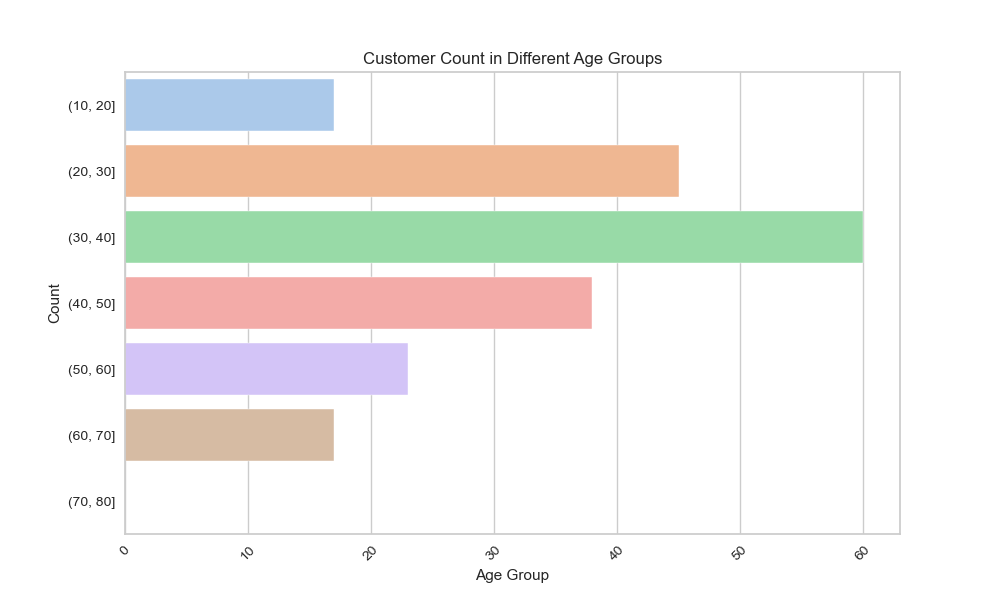 Customer Count in Different Age Groups
(10, 20]
(20, 30]
(30, 40]
(40, 50]
(50, 60]
(60, 70]
(70, 80]
Count
0 10 20 30 40 50 60
Age Group